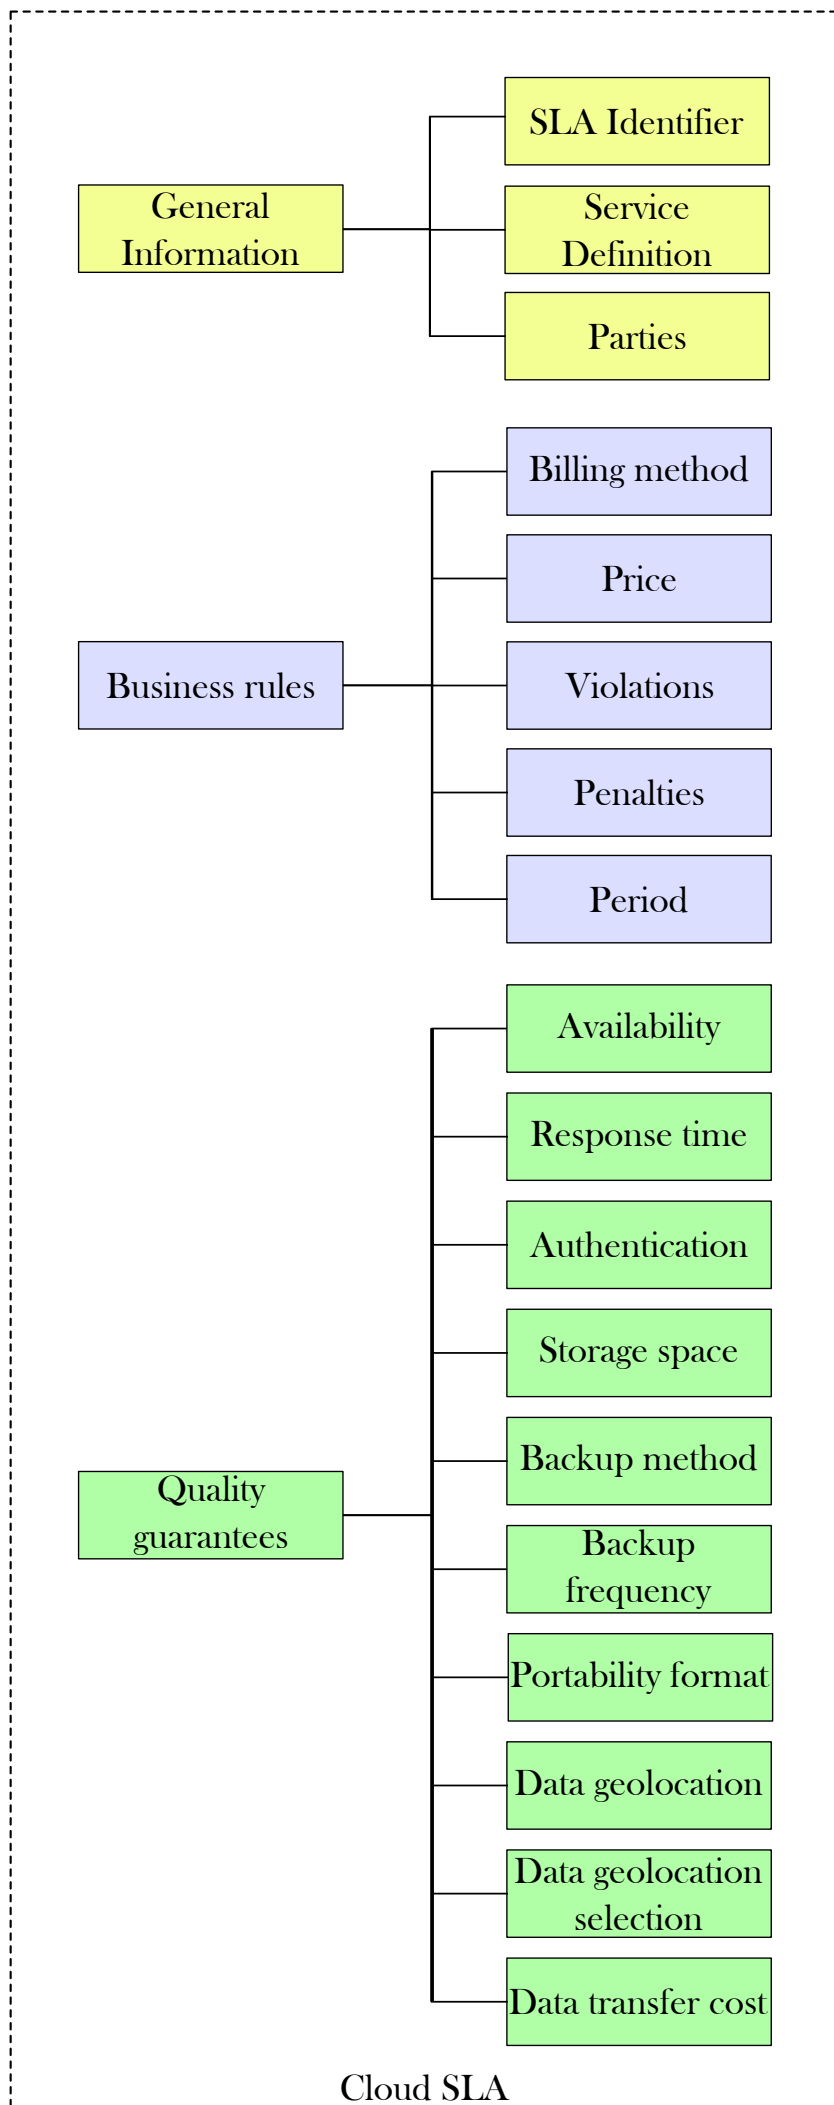 SLA Identifier
General
Information
Service
Definition
Parties
Billing method
Price
Business rules
Violations
Penalties
Period
Availability
Response time
Authentication
Storage space
Backup method
Quality
guarantees
Backup
frequency
Portability format
Data geolocation
Data geolocation
selection
Data transfer cost
Cloud SLA